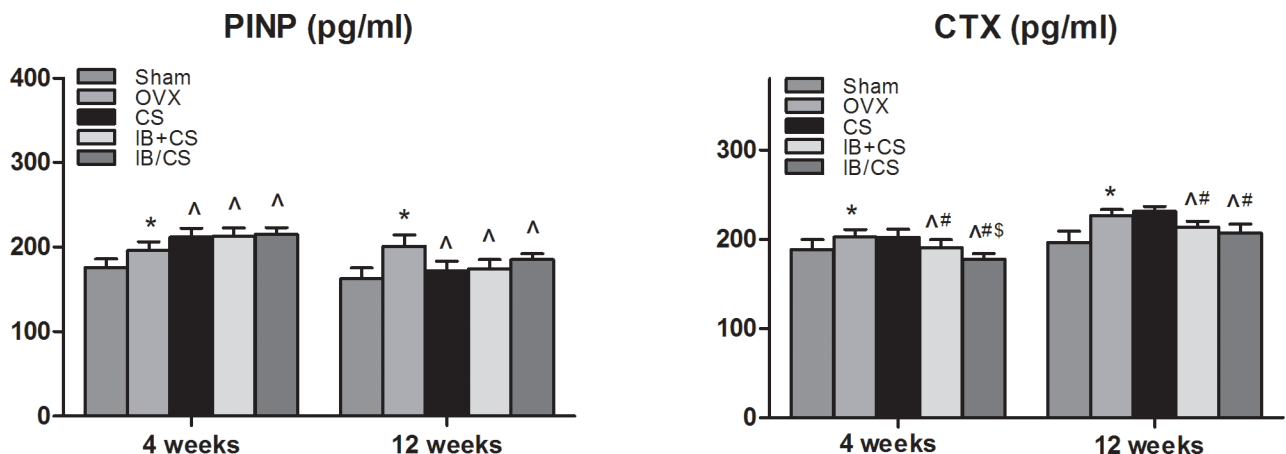 PINP (pg/ml)
400
300
200
100
0
Sham
OVX
CS
IB+CS
IB/CS
*
^
^
^
*
^
^
^
4 weeks
12 weeks
CTX (pg/ml)
300
200
100
0
Sham
OVX
CS
IB+CS
IB/CS
*
^#
^#$
*
^#
^#
4 weeks
12 weeks